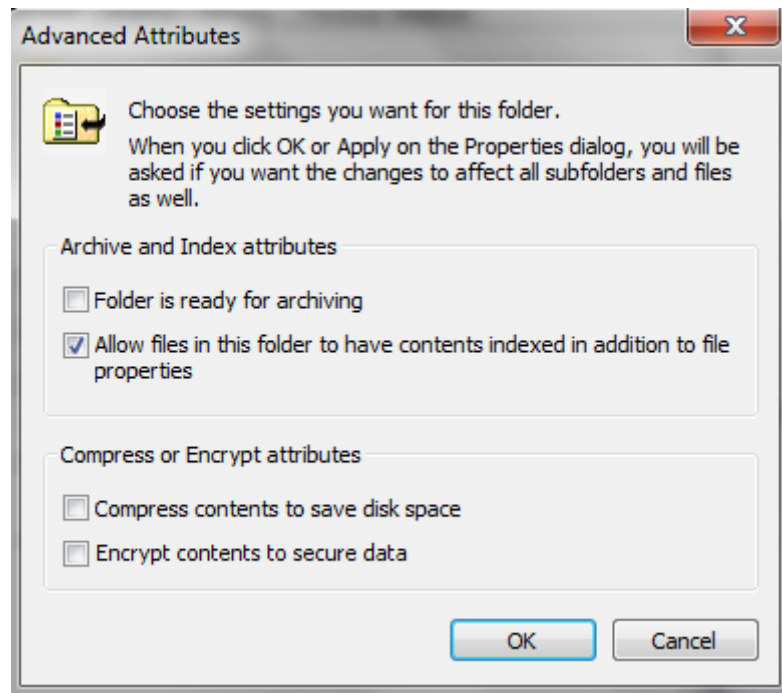 Advanced Attributes
Choose the settings you want for this folder.
When you click OK or Apply on the Properties dialog, you will be
asked if you want the changes to affect all subfolders and files
as well.
Archive and Index attributes
Folder is ready for archiving
Allow files in this folder to have contents indexed in addition to file
properties
Compress or Encrypt attributes
Compress contents to save disk space
Encrypt contents to secure data
OK
Cancel